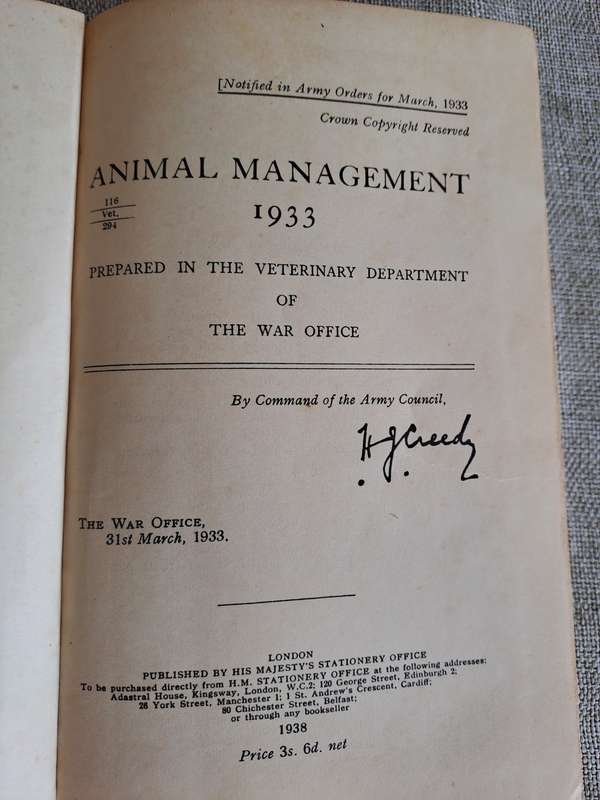 [Notified in Army Orders for March, 1933
Crown Copyright Reserved
ANIMAL MANAGEMENT
116
Vet.
294
1933
PREPARED IN THE VETERINARY DEPARTMENT
OF
THE WAR OFFICE
By Command of the Army Council,
H J Creedy
THE WAR OFFICE,
31st March, 1933.
LONDON
PUBLISHED BY HIS MAJESTY'S STATIONERY OFFICE
To be purchased directly from H.M. STATIONERY OFFICE at the following addresses:
Adastral House, Kingsway, London, W.C.2; 120 George Street, Edinburgh 2;
26 York Street, Manchester 1; 1 St. Andrew's Crescent, Cardiff;
80 Chichester Street, Belfast;
or through any bookseller
1938
Price 3s. 6d. net